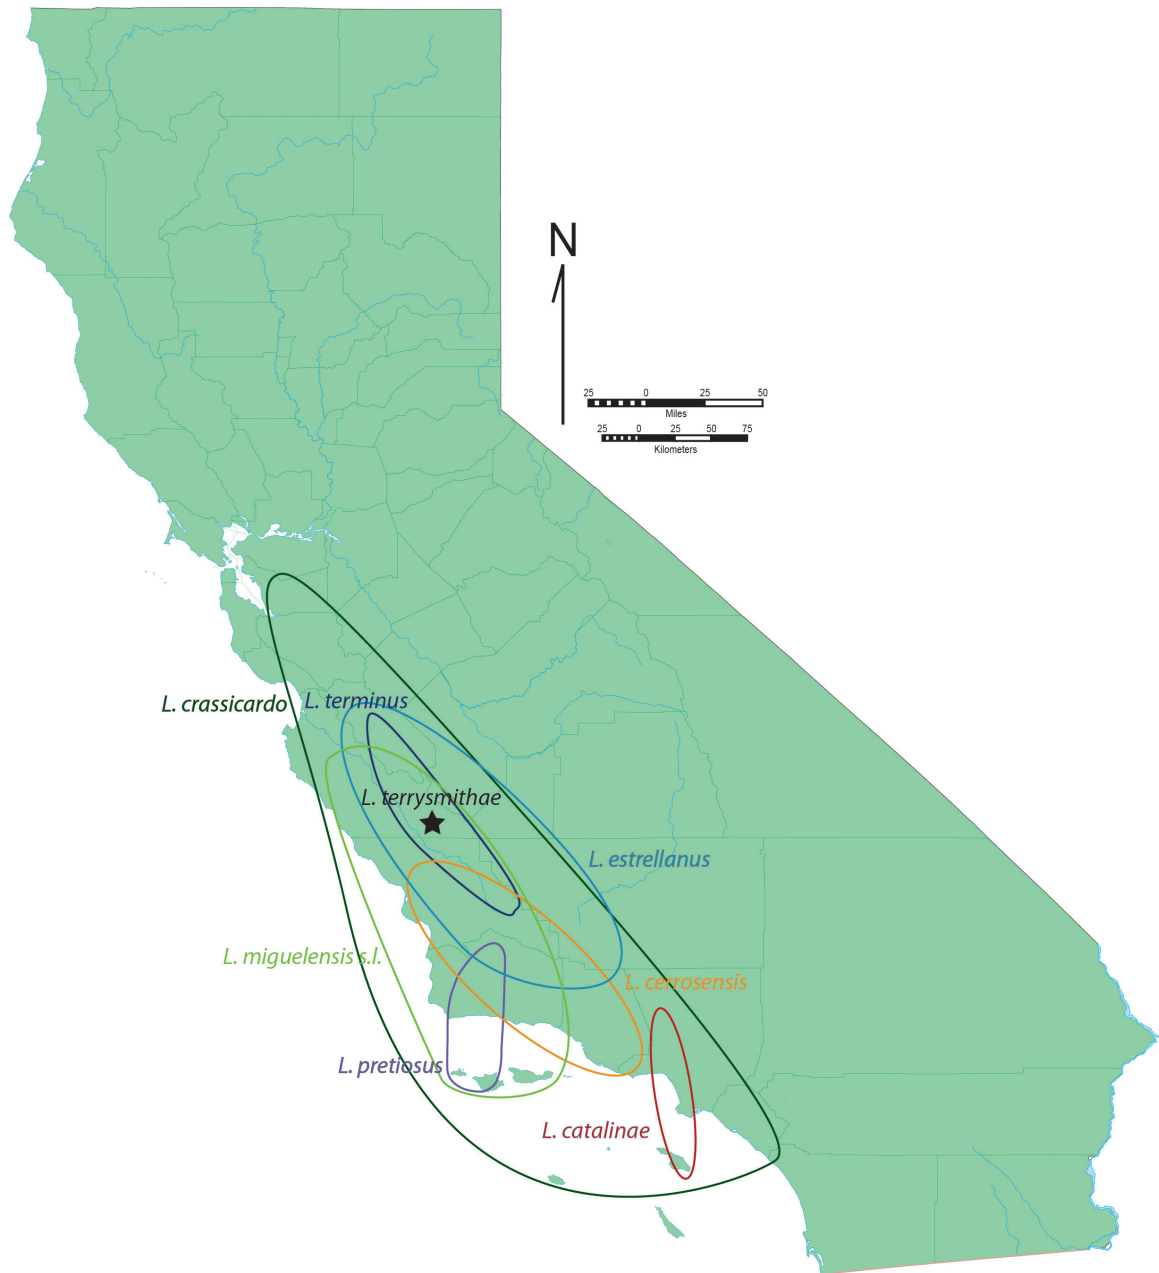 N
25 0 25 50
Miles
25 0 25 50 75
Kilometers
L. crassicardo
L. terminus
L. terrysmithae
L. estrellanus
L. miguelensis s.l.
L. cerrosensis
L. pretiosus
L. catalinae